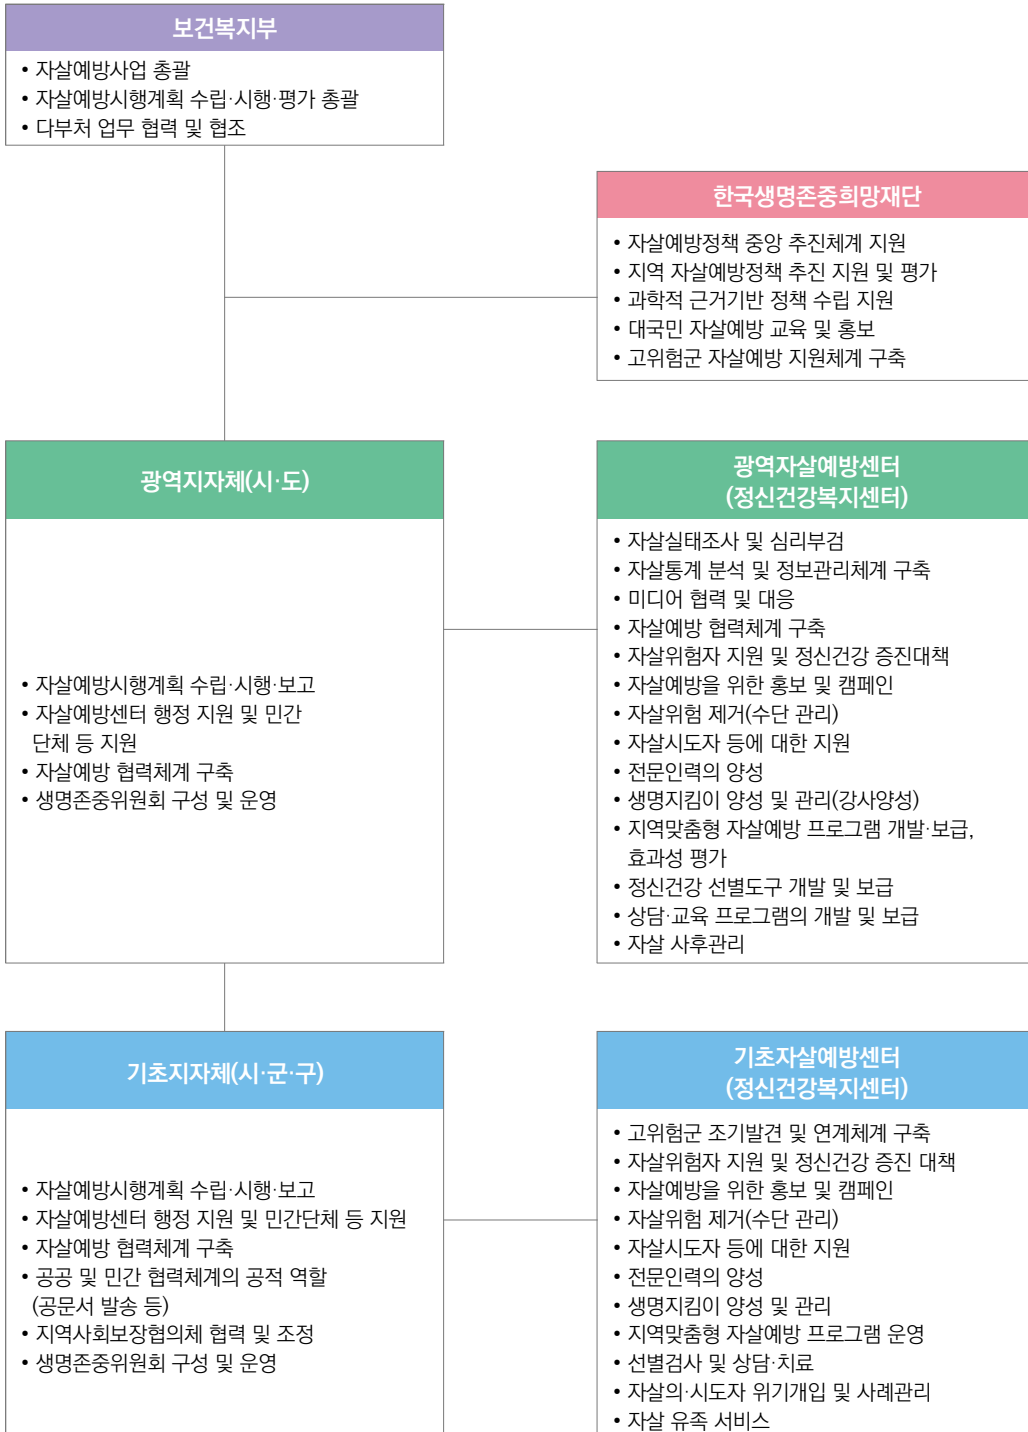 보건복지부
• 자살예방사업 총괄
• 자살예방시행계획 수립·시행·평가 총괄
• 다부처 업무 협력 및 협조
한국생명존중희망재단
• 자살예방정책 중앙 추진체계 지원
• 지역 자살예방정책 추진 지원 및 평가
• 과학적 근거기반 정책 수립 지원
• 대국민 자살예방 교육 및 홍보
• 고위험군 자살예방 지원체계 구축
광역지자체(시·도)
• 자살예방시행계획 수립·시행·보고
• 자살예방센터 행정 지원 및 민간
단체 등 지원
• 자살예방 협력체계 구축
• 생명존중위원회 구성 및 운영
광역자살예방센터
(정신건강복지센터)
• 자살실태조사 및 심리부검
• 자살통계 분석 및 정보관리체계 구축
• 미디어 협력 및 대응
• 자살예방 협력체계 구축
• 자살위험자 지원 및 정신건강 증진대책
• 자살예방을 위한 홍보 및 캠페인
• 자살위험 제거(수단 관리)
• 자살시도자 등에 대한 지원
• 전문인력의 양성
• 생명지킴이 양성 및 관리(강사양성)
• 지역맞춤형 자살예방 프로그램 개발·보급,
효과성 평가
• 정신건강 선별도구 개발 및 보급
• 상담·교육 프로그램의 개발 및 보급
• 자살 사후관리
기초지자체(시·군·구)
• 자살예방시행계획 수립·시행·보고
• 자살예방센터 행정 지원 및 민간단체 등 지원
• 자살예방 협력체계 구축
• 공공 및 민간 협력체계의 공적 역할
(공문서 발송 등)
• 지역사회보장협의체 협력 및 조정
• 생명존중위원회 구성 및 운영
기초자살예방센터
(정신건강복지센터)
• 고위험군 조기발견 및 연계체계 구축
• 자살위험자 지원 및 정신건강 증진 대책
• 자살예방을 위한 홍보 및 캠페인
• 자살위험 제거(수단 관리)
• 자살시도자 등에 대한 지원
• 전문인력의 양성
• 생명지킴이 양성 및 관리
• 지역맞춤형 자살예방 프로그램 운영
• 선별검사 및 상담·치료
• 자살의·시도자 위기개입 및 사례관리
• 자살 유족 서비스